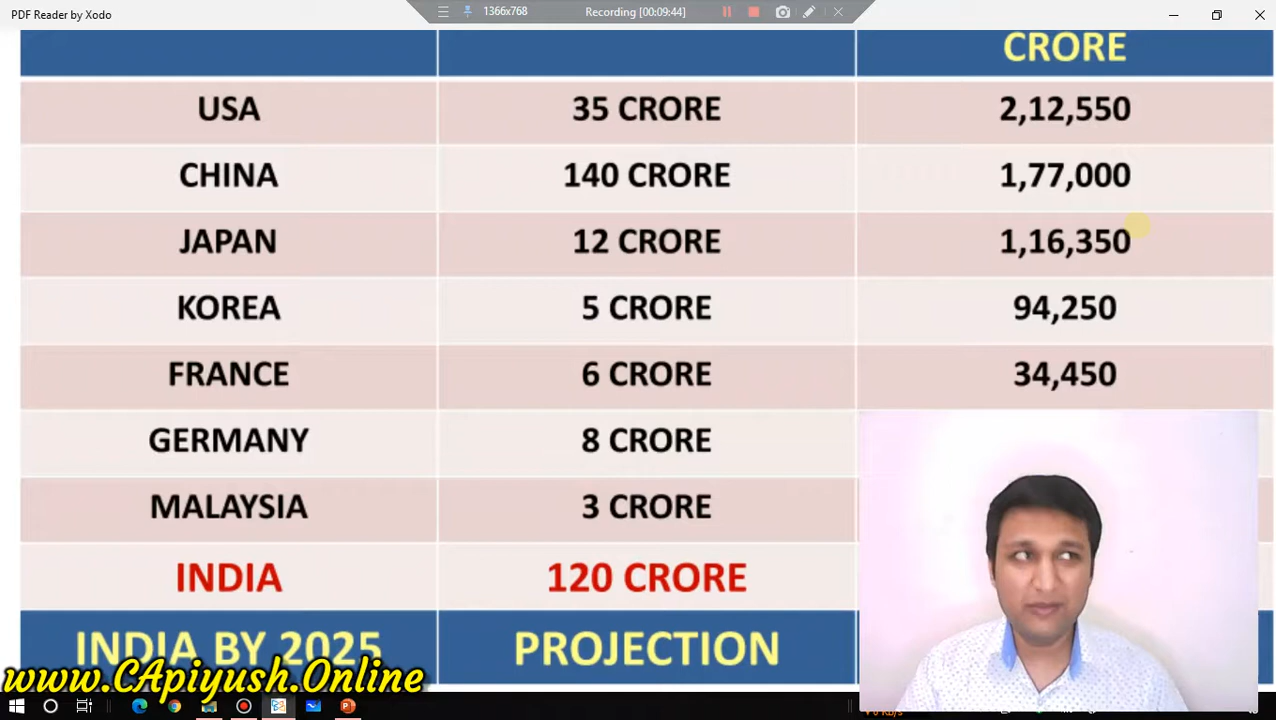 PDF Reader by Xodo
1366x768
Recording [00:09:44]
CRORE
USA 35 CRORE 2,12,550
CHINA 140 CRORE 1,77,000
JAPAN 12 CRORE 1,16,350
KOREA 5 CRORE 94,250
FRANCE 6 CRORE 34,450
GERMANY 8 CRORE
MALAYSIA 3 CRORE
INDIA 120 CRORE
INDIA BY 2025 PROJECTION
www.CApiyush.Online